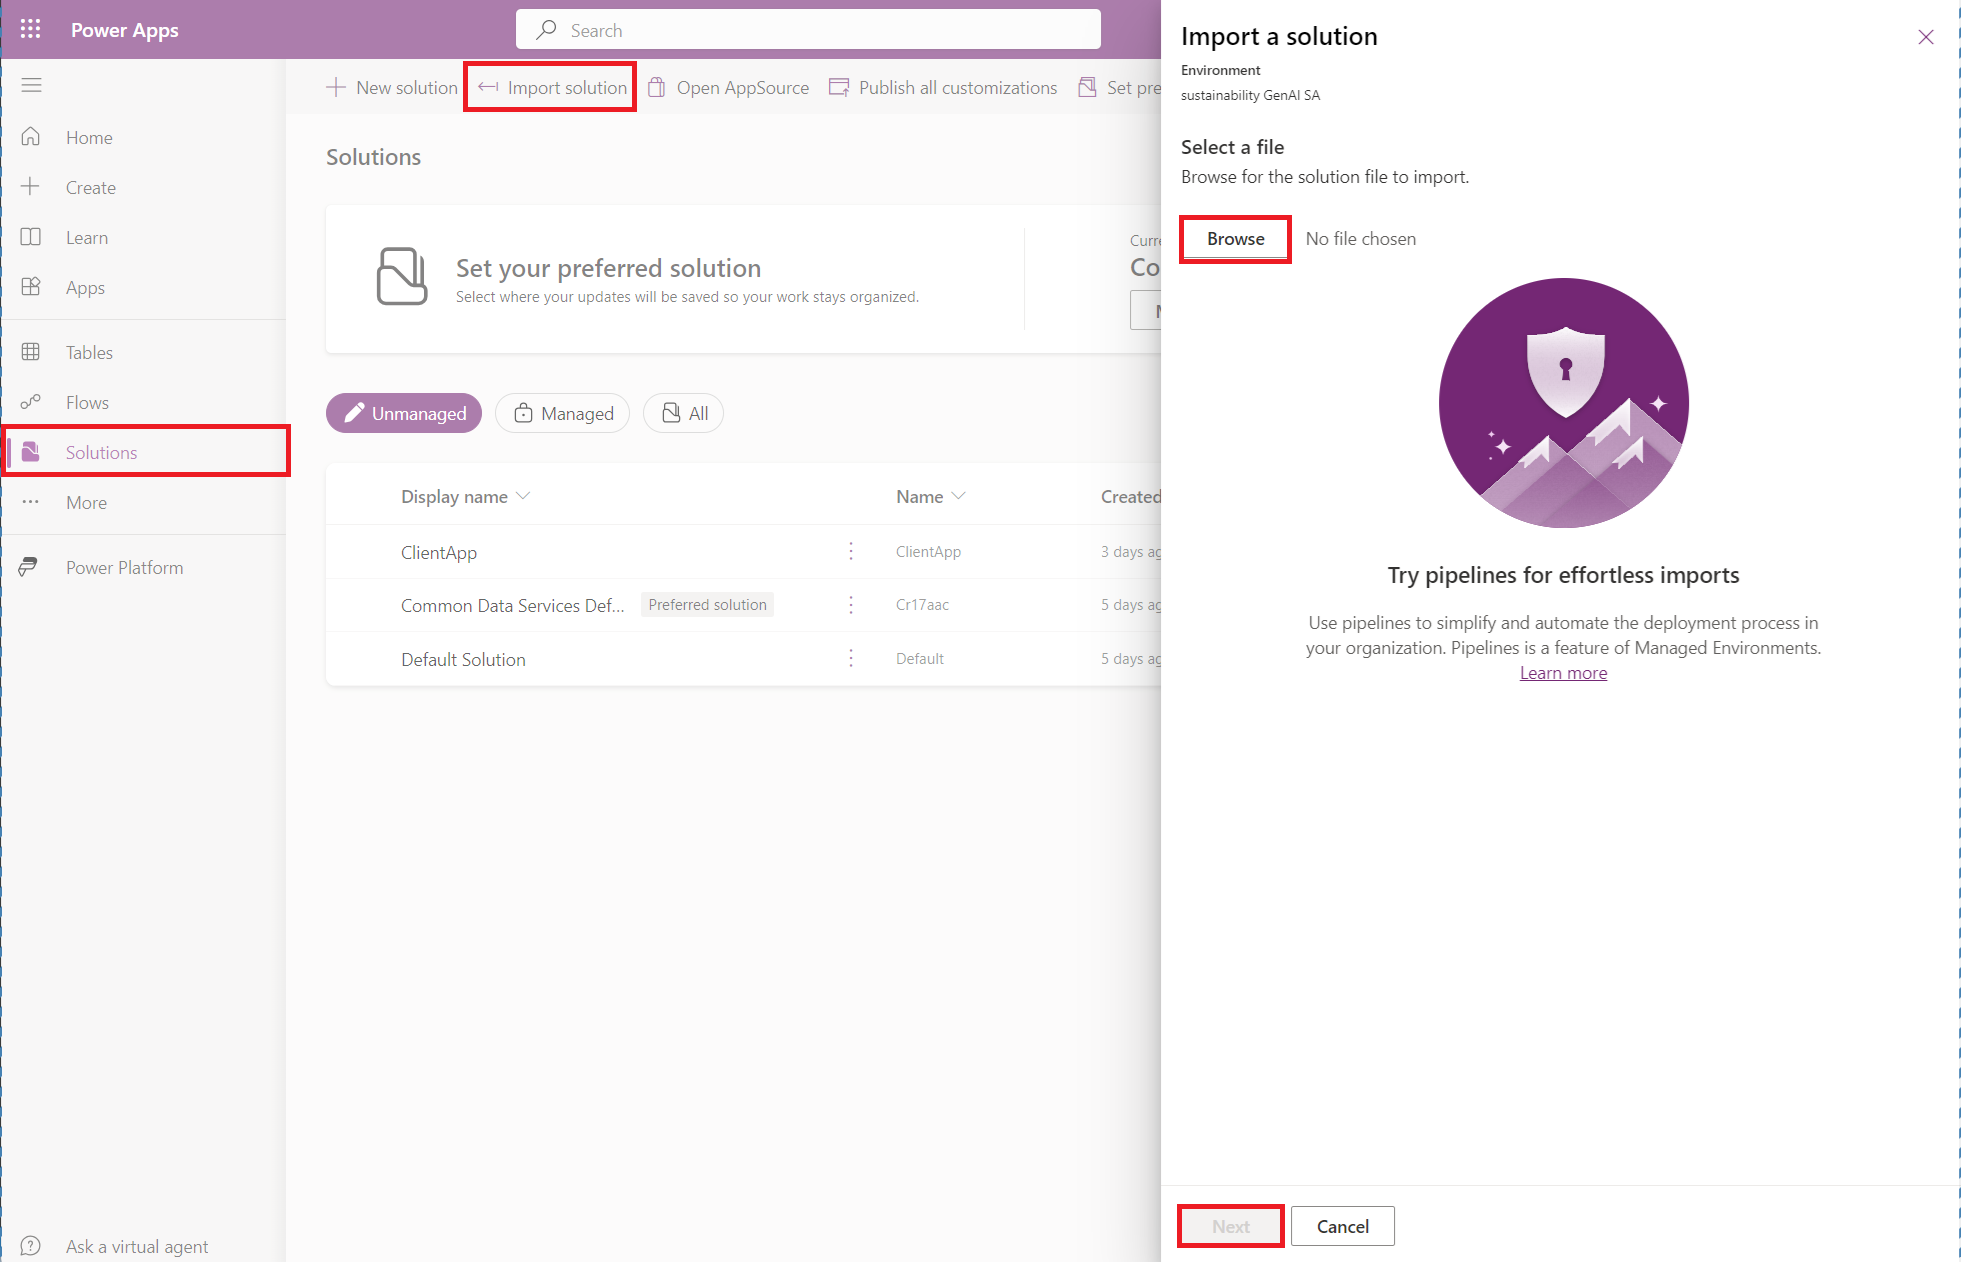 Power Apps
Search
Home
Create
Learn
Apps
Tables
Flows
Solutions
More
Power Platform
Ask a virtual agent
New solution
Import solution
Open AppSource
Publish all customizations
Set pre
Solutions
Set your preferred solution
Select where your updates will be saved so your work stays organized.
Curre
Co
Unmanaged
Managed
All
Display name
Name
Created
ClientApp
ClientApp
3 days ag
Common Data Services Def...
Preferred solution
Cr17aac
5 days ag
Default Solution
Default
5 days ag
Import a solution
Environment
sustainability GenAI SA
Select a file
Browse for the solution file to import.
Browse
No file chosen
Try pipelines for effortless imports
Use pipelines to simplify and automate the deployment process in
your organization. Pipelines is a feature of Managed Environments.
Learn more
Next
Cancel